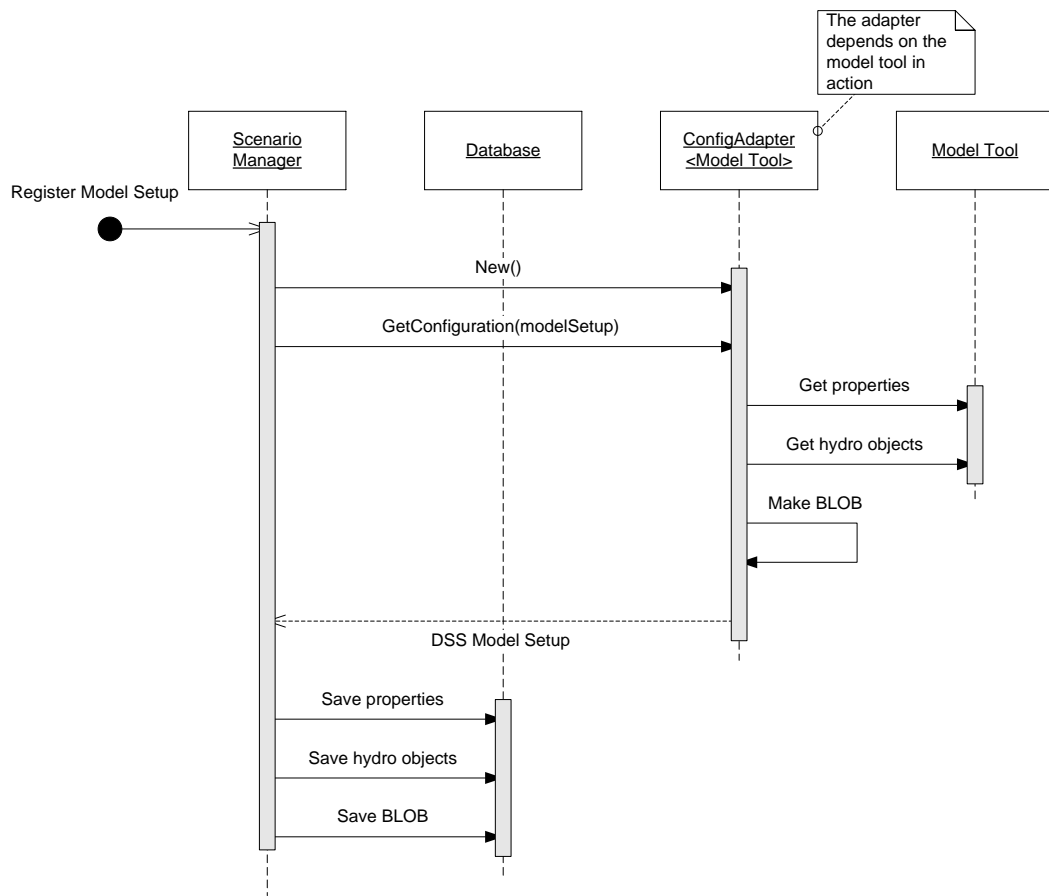 The adapter
depends on the
model tool in
action
Scenario
Manager
Database
ConfigAdapter
<Model Tool>
Model Tool
Register Model Setup
New()
GetConfiguration(modelSetup)
Get properties
Get hydro objects
Make BLOB
DSS Model Setup
Save properties
Save hydro objects
Save BLOB